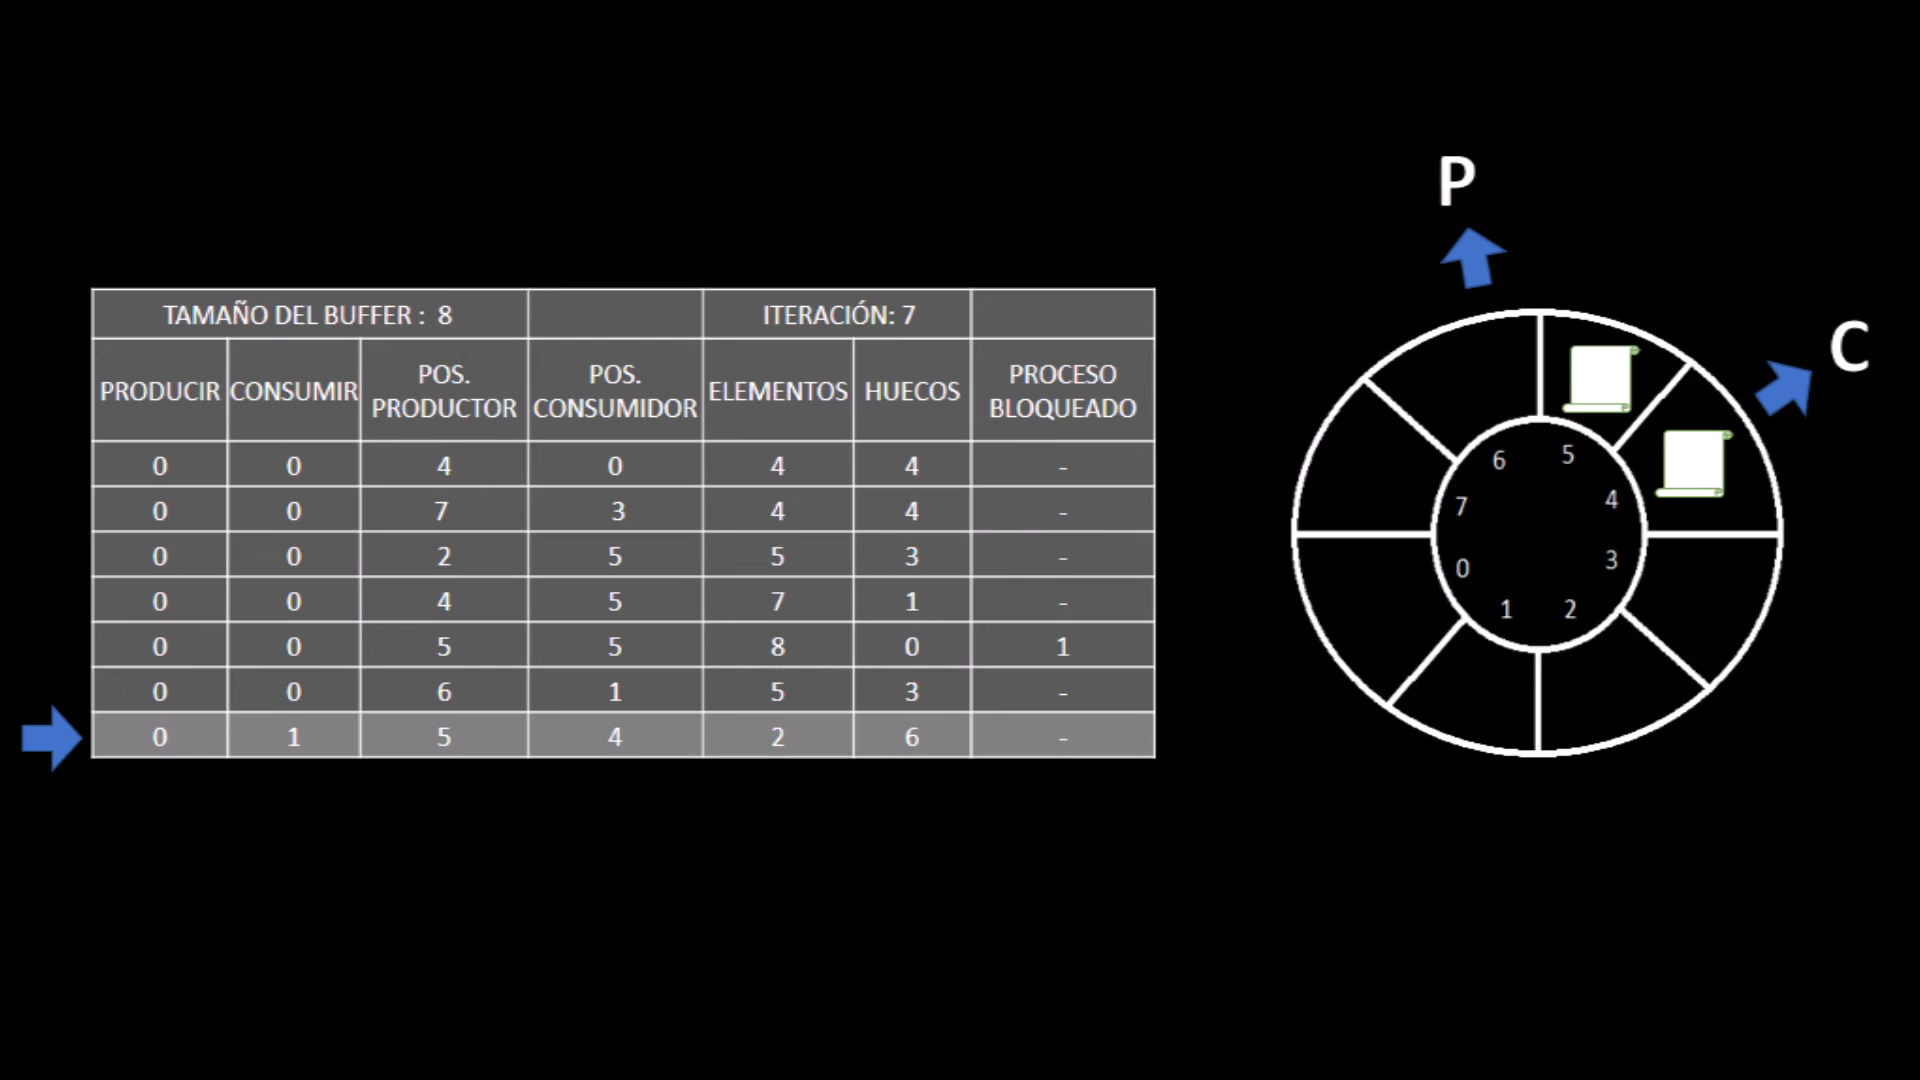 P
C
TAMAÑO DEL BUFFER : 8 ITERACIÓN: 7
PRODUCIR CONSUMIR POS. PRODUCTOR POS. CONSUMIDOR ELEMENTOS HUECOS PROCESO BLOQUEADO
0 0 4 0 4 4 -
0 0 7 3 4 4 -
0 0 2 5 5 3 -
0 0 4 5 7 1 -
0 0 5 5 8 0 1
0 0 6 1 5 3 -
0 1 5 4 2 6 -
6 5
7 4
0 3
1 2